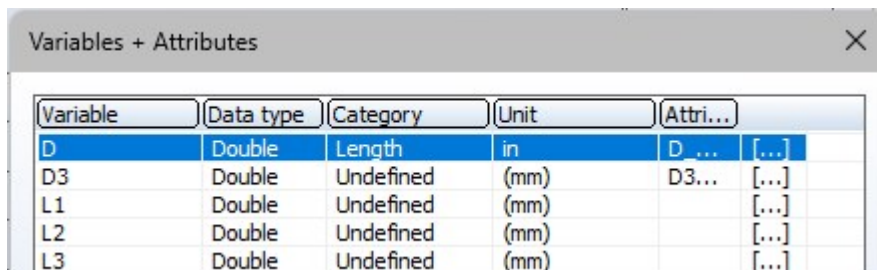 Variables + Attributes
Variable Data type Category Unit Attri...
D Double Length in D_... [...]
D3 Double Undefined (mm) D3... [...]
L1 Double Undefined (mm) [...]
L2 Double Undefined (mm) [...]
L3 Double Undefined (mm) [...]